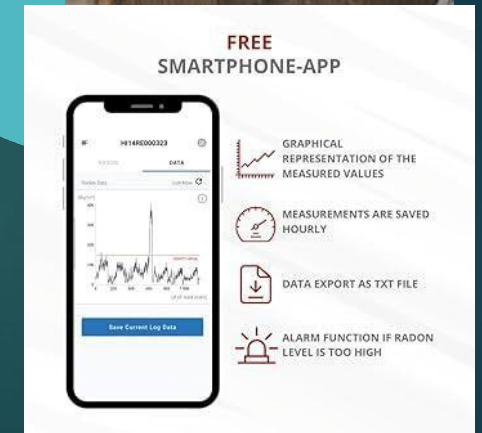 FREE
SMARTPHONE-APP
HI14RE000323
DATA
GRAPHICAL
REPRESENTATION OF THE
MEASURED VALUES
MEASUREMENTS ARE SAVED
HOURLY
DATA EXPORT AS TXT FILE
Save Current Log Data
ALARM FUNCTION IF RADON
LEVEL IS TOO HIGH